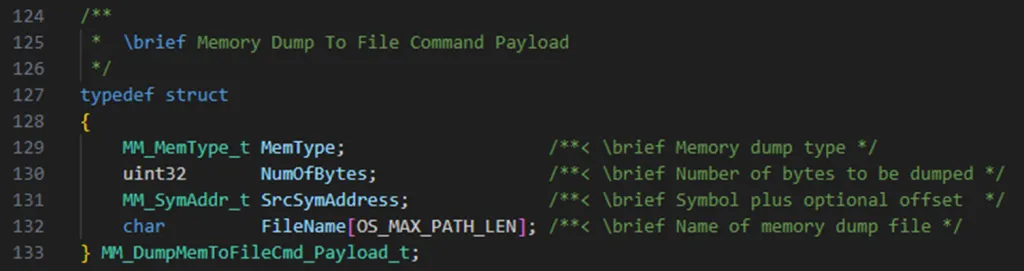 124 /**
125  *  \brief Memory Dump To File Command Payload
126  */
127 typedef struct
128 {
129     MM_MemType_t MemType;                /**< \brief Memory dump type */
130     uint32       NumOfBytes;             /**< \brief Number of bytes to be dumped */
131     MM_SymAddr_t SrcSymAddress;          /**< \brief Symbol plus optional offset  */
132     char         FileName[OS_MAX_PATH_LEN]; /**< \brief Name of memory dump file */
133 } MM_DumpMemToFileCmd_Payload_t;